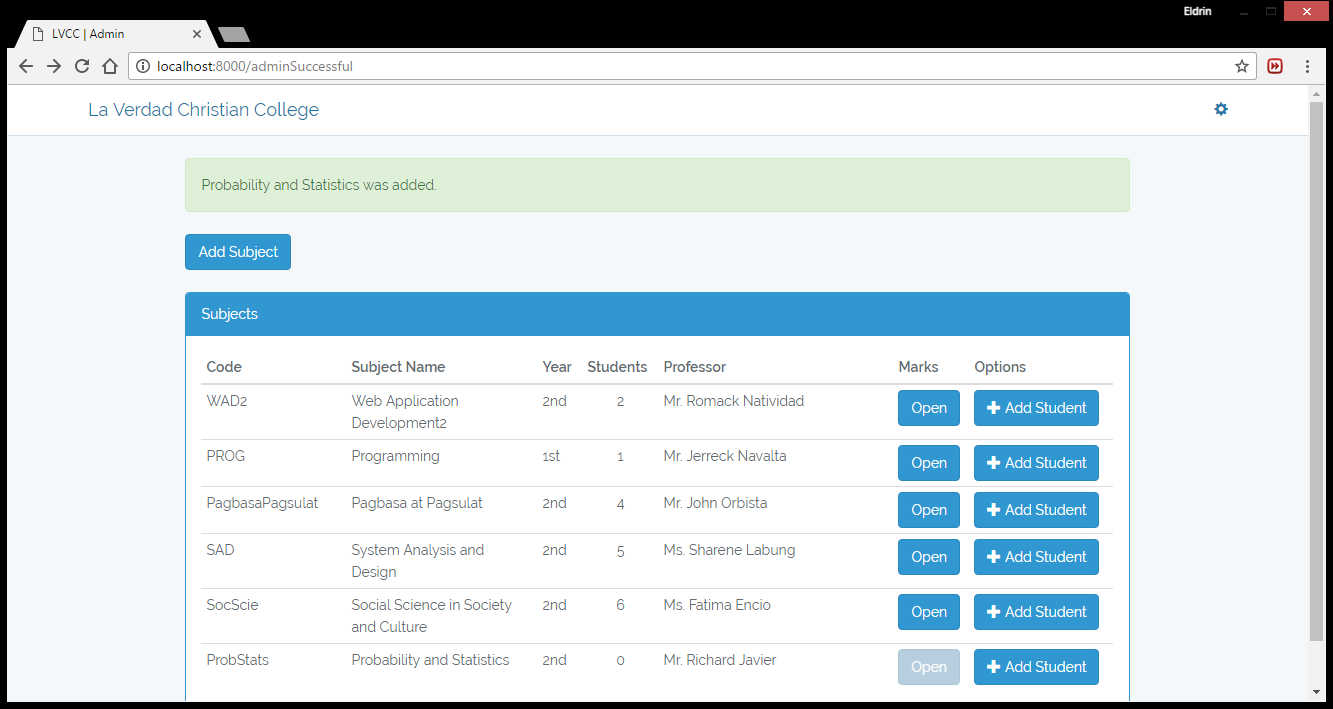 Eldrin
LVCC | Admin
localhost:8000/adminSuccessful
La Verdad Christian College
Probability and Statistics was added.
Add Subject
Subjects
Code Subject Name Year Students Professor Marks Options
WAD2 Web Application 2nd 2 Mr. Romack Natividad Open Add Student
Development2
PROG Programming 1st 1 Mr. Jerreck Navalta Open Add Student
PagbasaPagsulat Pagbasa at Pagsulat 2nd 4 Mr. John Orbista Open Add Student
SAD System Analysis and 2nd 5 Ms. Sharene Labung Open Add Student
Design
SocScie Social Science in Society 2nd 6 Ms. Fatima Encio Open Add Student
and Culture
ProbStats Probability and Statistics 2nd 0 Mr. Richard Javier Open Add Student